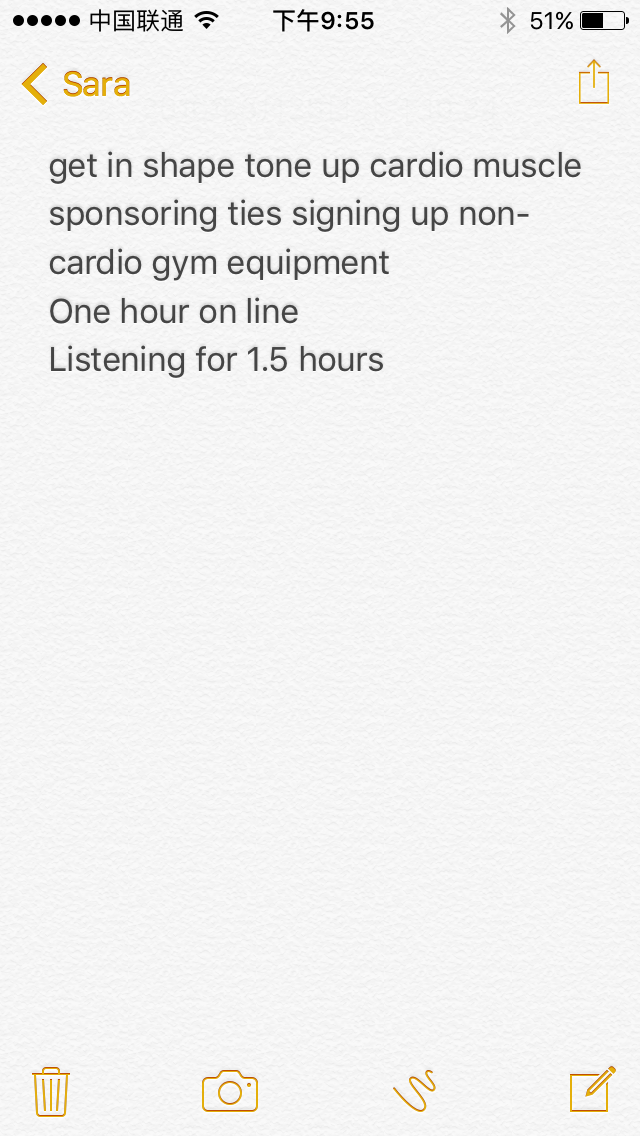 中国联通 下午9:55 51%
Sara
get in shape tone up cardio muscle
sponsoring ties signing up non-
cardio gym equipment
One hour on line
Listening for 1.5 hours